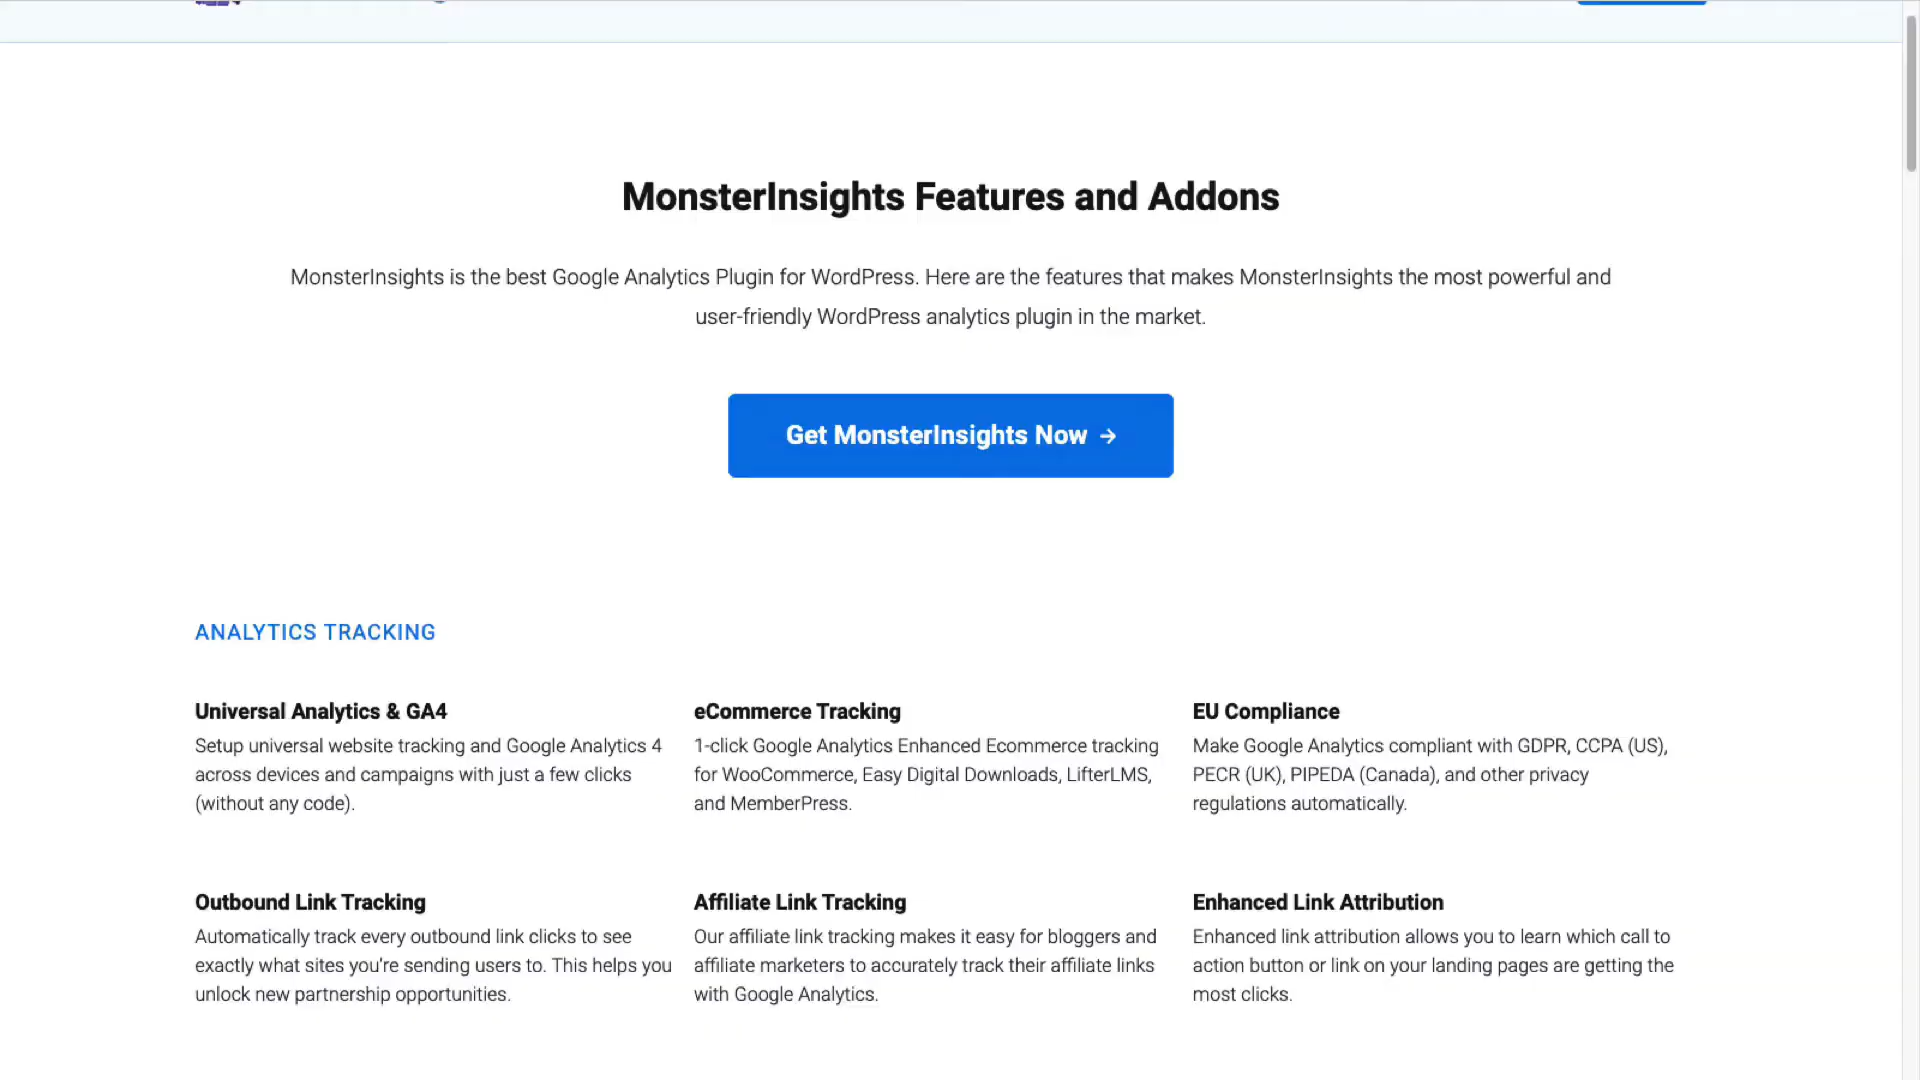 MonsterInsights Features and Addons
MonsterInsights is the best Google Analytics Plugin for WordPress. Here are the features that makes MonsterInsights the most powerful and
user-friendly WordPress analytics plugin in the market.
Get MonsterInsights Now →
ANALYTICS TRACKING
Universal Analytics & GA4
Setup universal website tracking and Google Analytics 4
across devices and campaigns with just a few clicks
(without any code).
eCommerce Tracking
1-click Google Analytics Enhanced Ecommerce tracking
for WooCommerce, Easy Digital Downloads, LifterLMS,
and MemberPress.
EU Compliance
Make Google Analytics compliant with GDPR, CCPA (US),
PECR (UK), PIPEDA (Canada), and other privacy
regulations automatically.
Outbound Link Tracking
Automatically track every outbound link clicks to see
exactly what sites you're sending users to. This helps you
unlock new partnership opportunities.
Affiliate Link Tracking
Our affiliate link tracking makes it easy for bloggers and
affiliate marketers to accurately track their affiliate links
with Google Analytics.
Enhanced Link Attribution
Enhanced link attribution allows you to learn which call to
action button or link on your landing pages are getting the
most clicks.